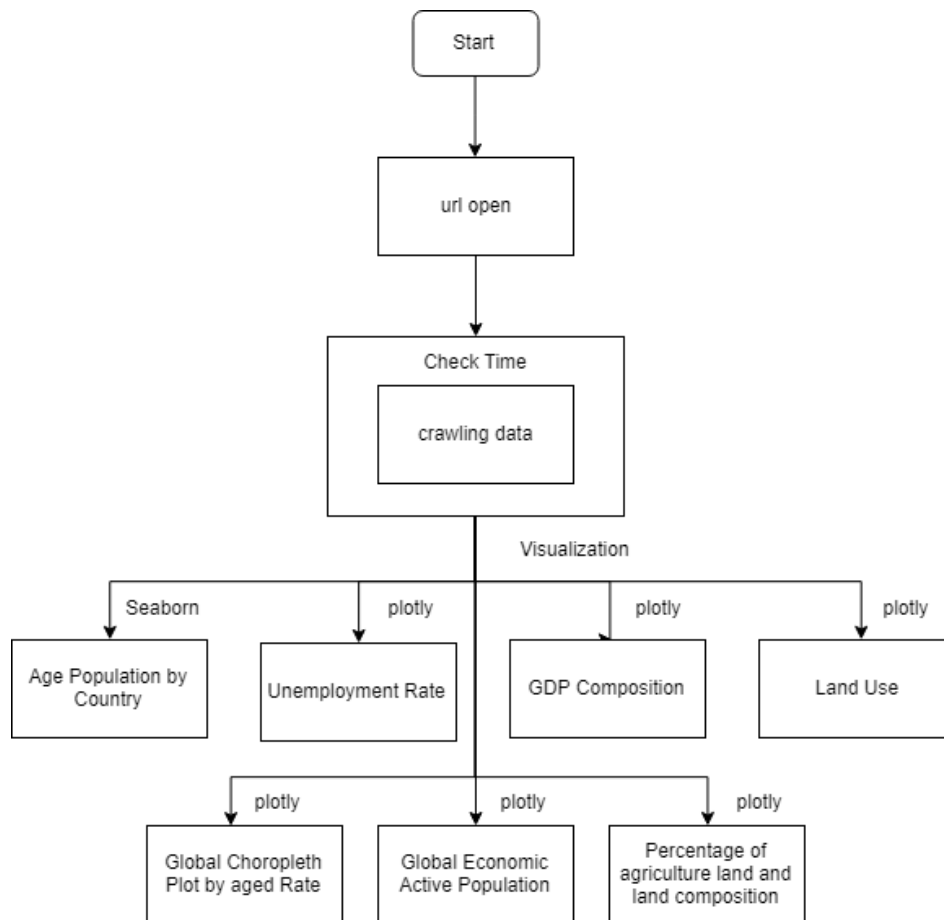 Start
url open
Check Time
crawling data
Visualization
Seaborn
plotly
plotly
plotly
Age Population by
Country
Unemployment Rate
GDP Composition
Land Use
plotly
plotly
plotly
Global Choropleth
Plot by aged Rate
Global Economic
Active Population
Percentage of
agriculture land and
land composition